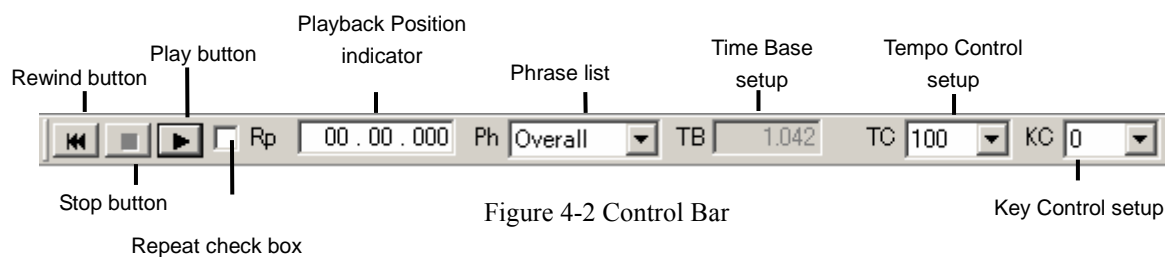 Playback Position
indicator
Play button
Rewind button
Phrase list
Time Base
setup
Tempo Control
setup
Rp 00 . 00 . 000 Ph Overall TB 1.042 TC 100 KC 0
Stop button
Repeat check box
Figure 4-2 Control Bar
Key Control setup